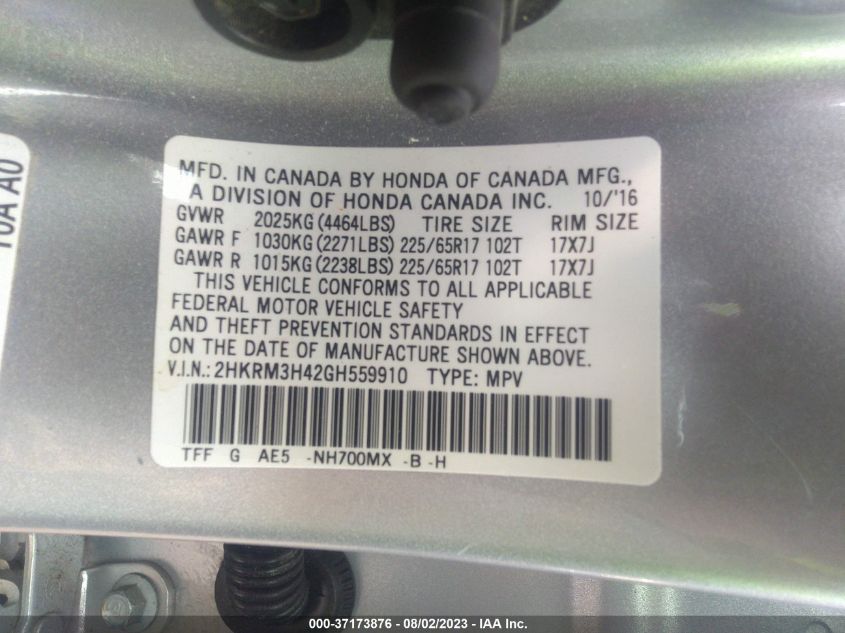 MFD. IN CANADA BY HONDA OF CANADA MFG.,
A DIVISION OF HONDA CANADA INC. 10/'16
GVWR 2025KG (4464LBS) TIRE SIZE RIM SIZE
GAWR F 1030KG (2271LBS) 225/65R17 102T 17X7J
GAWR R 1015KG (2238LBS) 225/65R17 102T 17X7J
THIS VEHICLE CONFORMS TO ALL APPLICABLE
FEDERAL MOTOR VEHICLE SAFETY
AND THEFT PREVENTION STANDARDS IN EFFECT
ON THE DATE OF MANUFACTURE SHOWN ABOVE.
V.I.N.: 2HKRM3H42GH559910 TYPE: MPV
TFF G AE5 -NH700MX -B -H
10A A0
000-37173876 - 08/02/2023 - IAA Inc.